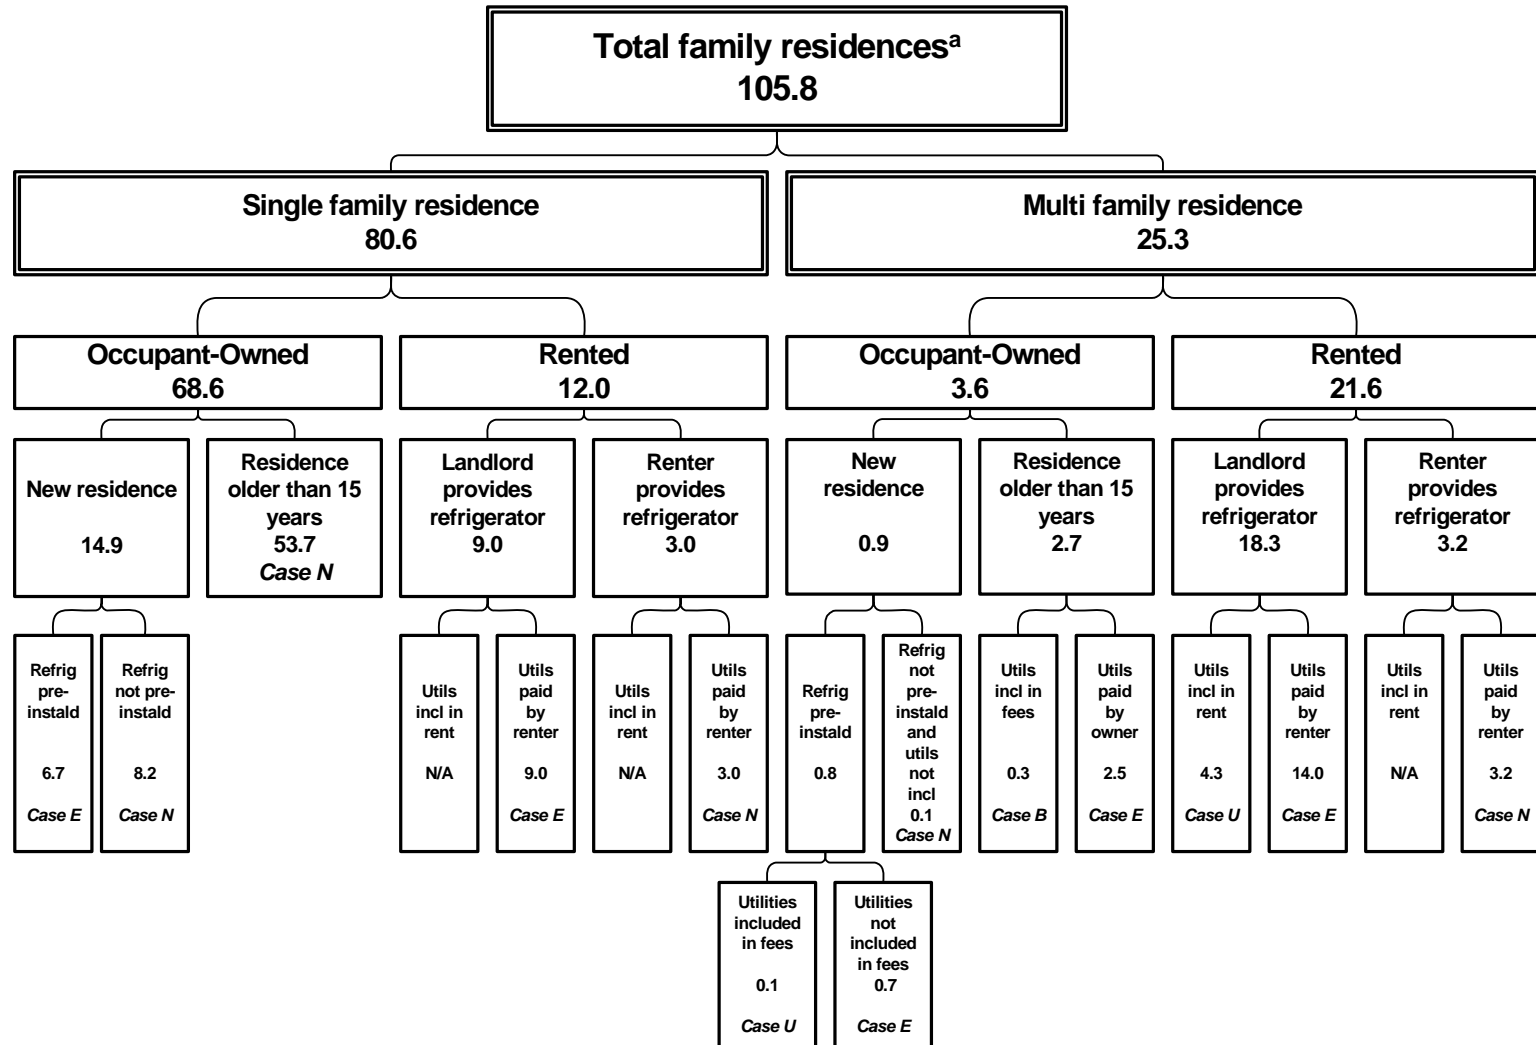 Total family residencesᵃ
105.8
Single family residence
80.6
Multi family residence
25.3
Occupant-Owned
68.6
Rented
12.0
Occupant-Owned
3.6
Rented
21.6
New residence
14.9
Residence
older than 15
years
53.7
Case N
Landlord
provides
refrigerator
9.0
Renter
provides
refrigerator
3.0
New
residence
0.9
Residence
older than 15
years
2.7
Landlord
provides
refrigerator
18.3
Renter
provides
refrigerator
3.2
Refrig
pre-
instald
6.7
Case E
Refrig
not pre-
instald
8.2
Case N
Utils
incl in
rent
N/A
Utils
paid
by
renter
9.0
Case E
Utils
incl in
rent
N/A
Utils
paid
by
renter
3.0
Case N
Refrig
pre-
instald
0.8
Refrig
not
pre-
instald
and
utils
not
incl
0.1
Case N
Utils
incl in
fees
0.3
Case B
Utils
paid
by
owner
2.5
Case E
Utils
incl in
rent
4.3
Case U
Utils
paid
by
renter
14.0
Case E
Utils
incl in
rent
N/A
Utils
paid
by
renter
3.2
Case N
Utilities
included
in fees
0.1
Case U
Utilities
not
included
in fees
0.7
Case E